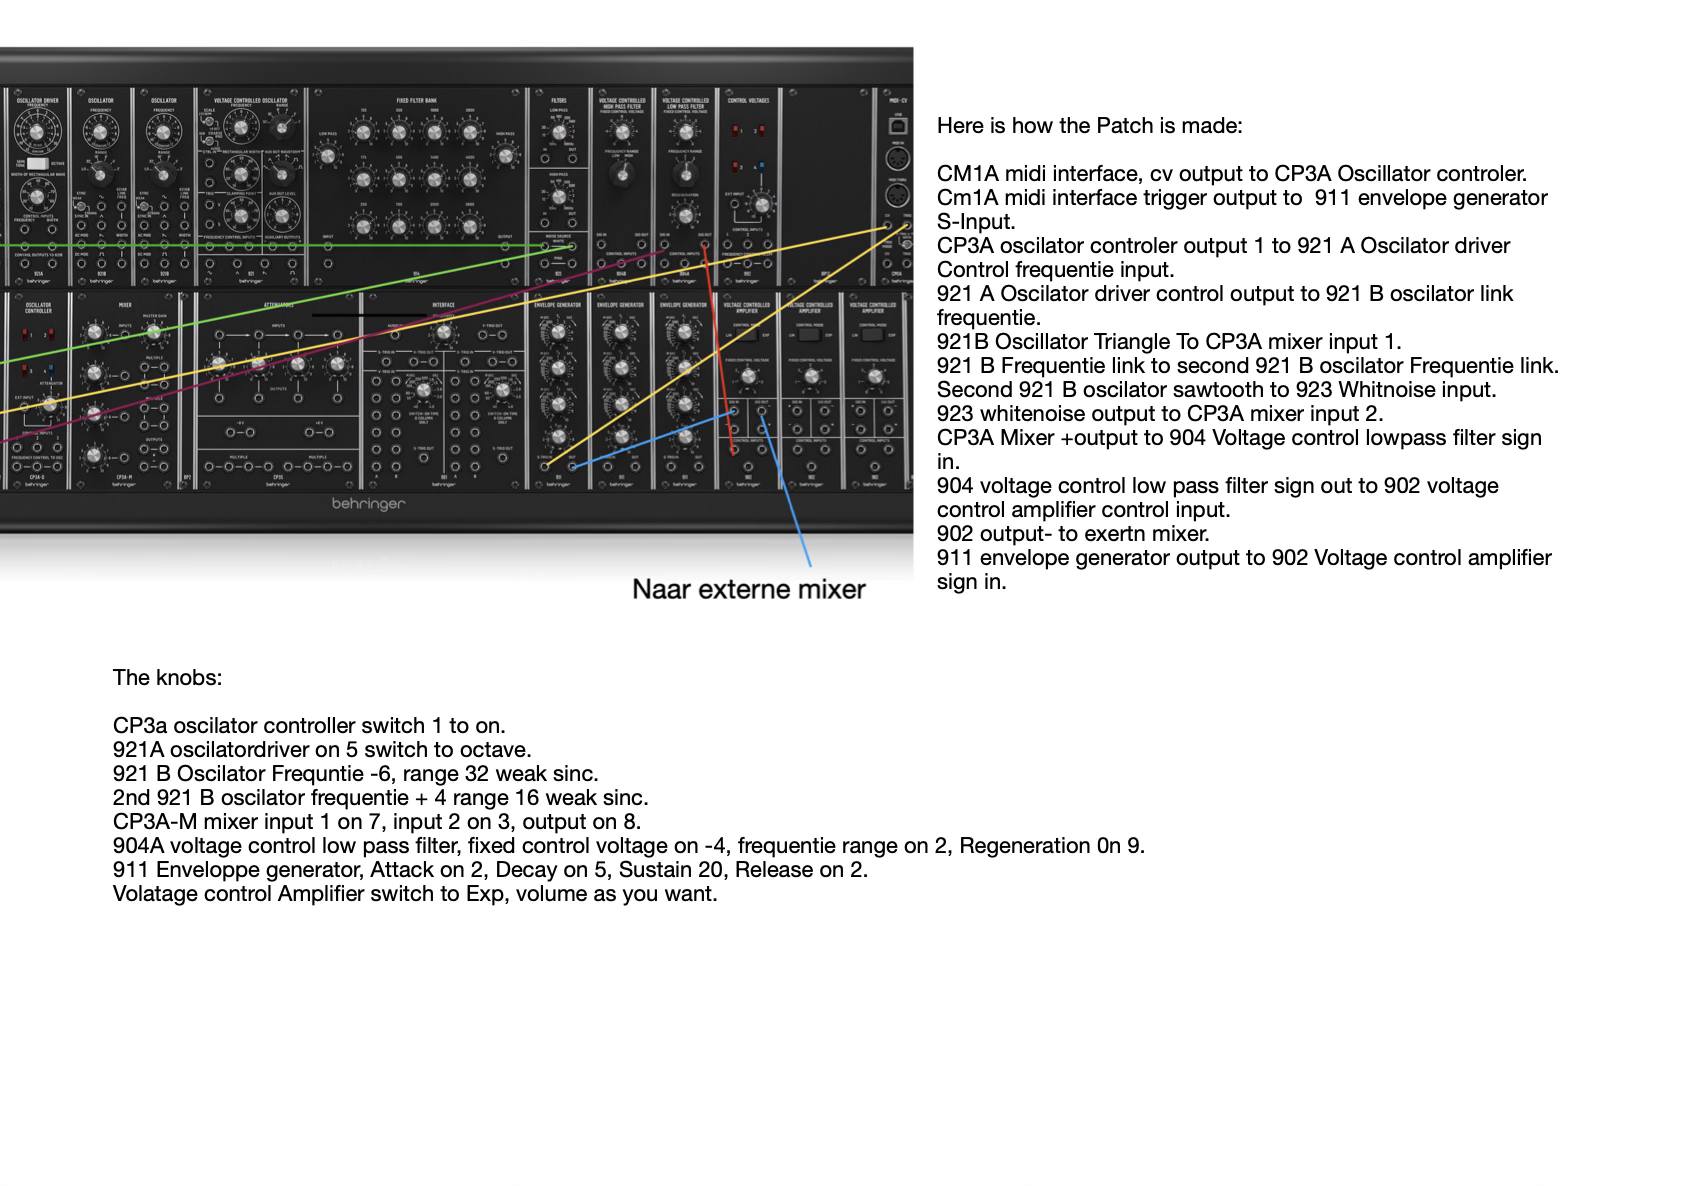 OSCILLATOR DRIVER
OSCILLATOR
OSCILLATOR
VOLTAGE CONTROLLED OSCILLATOR
FIXED FILTER BANK
FILTERS
VOLTAGE CONTROLLED
HIGH PASS FILTER
VOLTAGE CONTROLLED
LOW PASS FILTER
CONTROL VOLTAGES
MIDI-CV
OSCILLATOR
CONTROLLER
MIXER
ATTENUATORS
INTERFACE
ENVELOPE GENERATOR
ENVELOPE GENERATOR
ENVELOPE GENERATOR
VOLTAGE CONTROLLED
AMPLIFIER
VOLTAGE CONTROLLED
AMPLIFIER
VOLTAGE CONTROLLED
AMPLIFIER
behringer
Naar externe mixer
Here is how the Patch is made:
CM1A midi interface, cv output to CP3A Oscillator controler.
Cm1A midi interface trigger output to  911 envelope generator
S-Input.
CP3A oscilator controler output 1 to 921 A Oscilator driver
Control frequentie input.
921 A Oscilator driver control output to 921 B oscilator link
frequentie.
921B Oscillator Triangle To CP3A mixer input 1.
921 B Frequentie link to second 921 B oscilator Frequentie link.
Second 921 B oscilator sawtooth to 923 Whitnoise input.
923 whitenoise output to CP3A mixer input 2.
CP3A Mixer +output to 904 Voltage control lowpass filter sign
in.
904 voltage control low pass filter sign out to 902 voltage
control amplifier control input.
902 output- to exertn mixer.
911 envelope generator output to 902 Voltage control amplifier
sign in.
The knobs:
CP3a oscilator controller switch 1 to on.
921A oscilatordriver on 5 switch to octave.
921 B Oscilator Frequntie -6, range 32 weak sinc.
2nd 921 B oscilator frequentie + 4 range 16 weak sinc.
CP3A-M mixer input 1 on 7, input 2 on 3, output on 8.
904A voltage control low pass filter, fixed control voltage on -4, frequentie range on 2, Regeneration 0n 9.
911 Enveloppe generator, Attack on 2, Decay on 5, Sustain 20, Release on 2.
Volatage control Amplifier switch to Exp, volume as you want.